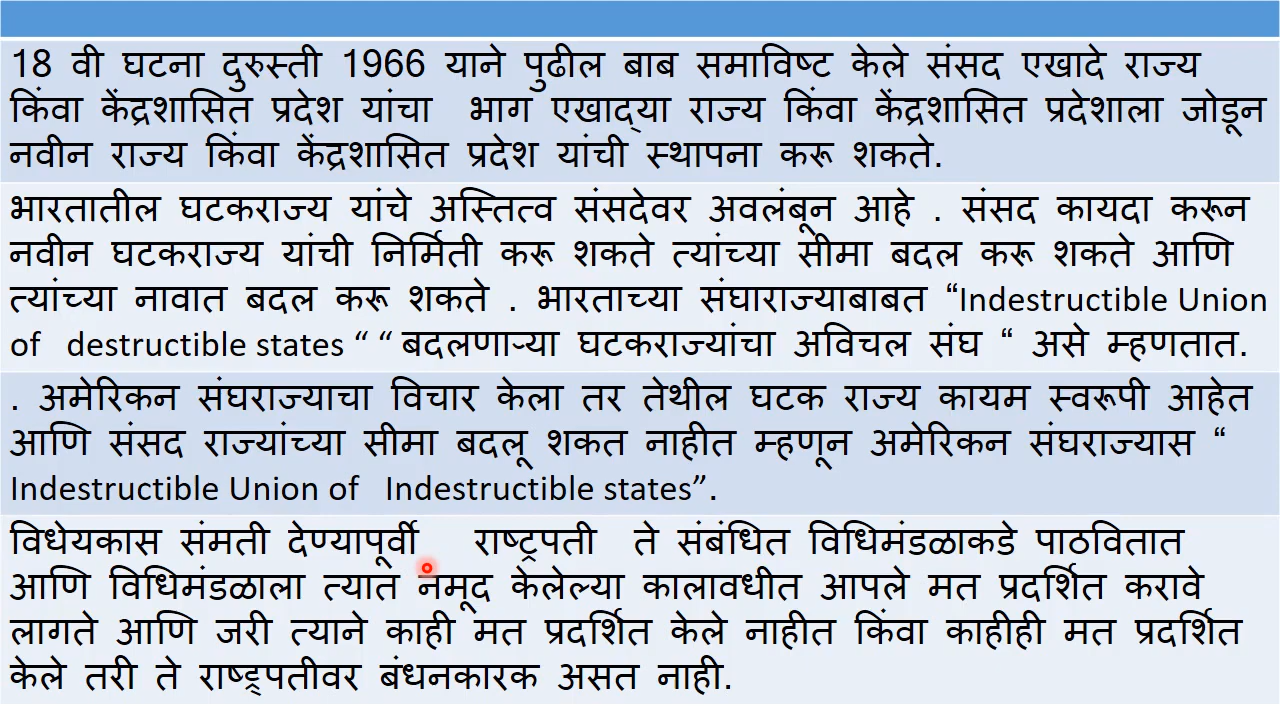 18 वी घटना दुरुस्ती 1966 याने पुढील बाब समाविष्ट केले संसद एखादे राज्य
किंवा केंद्रशासित प्रदेश यांचा भाग एखाद्या राज्य किंवा केंद्रशासित प्रदेशाला जोडून
नवीन राज्य किंवा केंद्रशासित प्रदेश यांची स्थापना करू शकते.
भारतातील घटकराज्य यांचे अस्तित्व संसदेवर अवलंबून आहे . संसद कायदा करून
नवीन घटकराज्य यांची निर्मिती करू शकते त्यांच्या सीमा बदल करू शकते आणि
त्यांच्या नावात बदल करू शकते . भारताच्या संघाराज्याबाबत “Indestructible Union
of destructible states “ “ बदलणाऱ्या घटकराज्यांचा अविचल संघ “ असे म्हणतात.
. अमेरिकन संघराज्याचा विचार केला तर तेथील घटक राज्य कायम स्वरूपी आहेत
आणि संसद राज्यांच्या सीमा बदलू शकत नाहीत म्हणून अमेरिकन संघराज्यास “
Indestructible Union of Indestructible states”.
विधेयकास संमती देण्यापूर्वी राष्ट्रपती ते संबंधित विधिमंडळाकडे पाठवितात
आणि विधिमंडळाला त्यात नमूद केलेल्या कालावधीत आपले मत प्रदर्शित करावे
लागते आणि जरी त्याने काही मत प्रदर्शित केले नाहीत किंवा काहीही मत प्रदर्शित
केले तरी ते राष्ड्र्पतीवर बंधनकारक असत नाही.